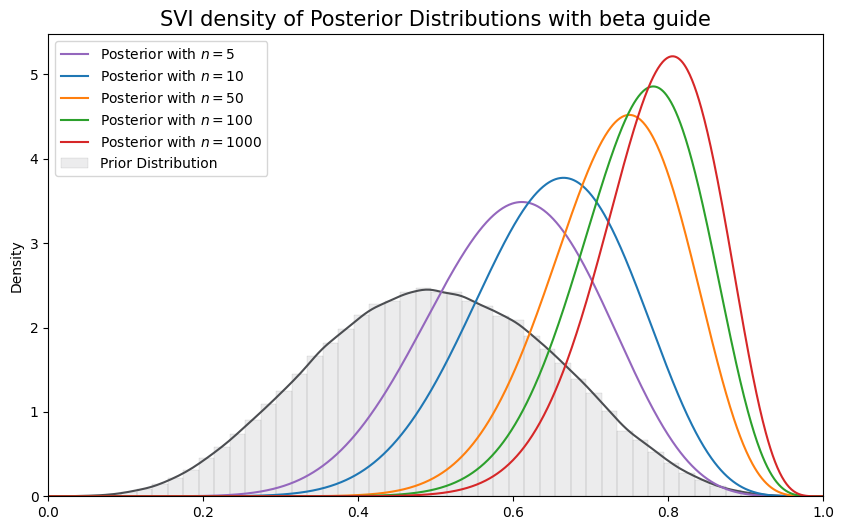 SVI density of Posterior Distributions with beta guide
Posterior with n = 5
Posterior with n = 10
Posterior with n = 50
Posterior with n = 100
Posterior with n = 1000
Prior Distribution
Density
5
4
3
2
1
0
0.0 0.2 0.4 0.6 0.8 1.0